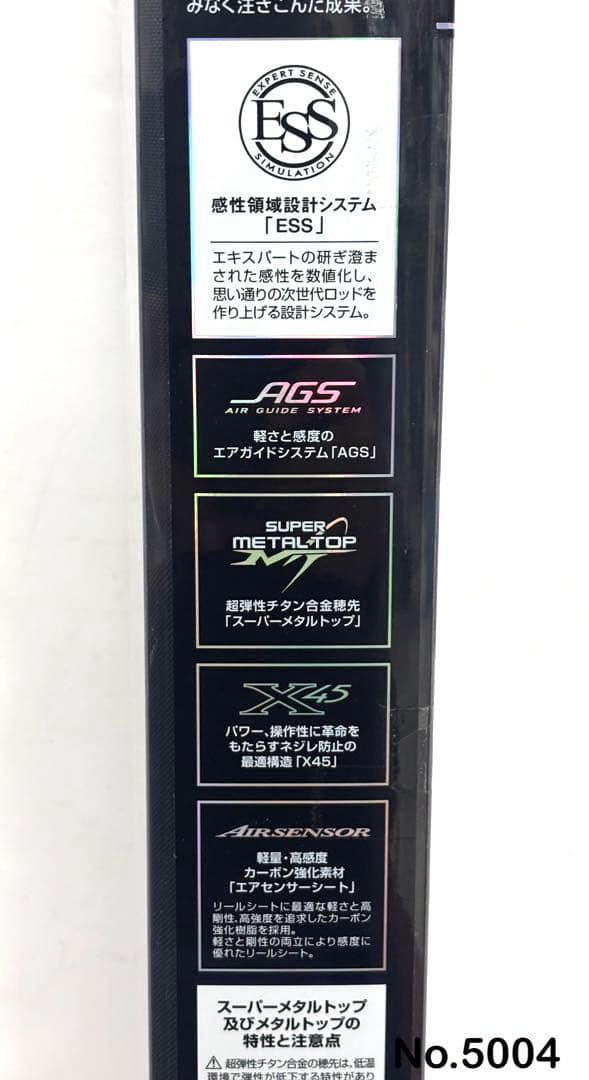 みなく注ぎこんだ成果。
EXPERT SENSE
ESS
SIMULATION
感性領域設計システム
「ESS」
エキスパートの研ぎ澄ま
された感性を数値化し、
思い通りの次世代ロッドを
作り上げる設計システム。
AGS
AIR GUIDE SYSTEM
軽さと感度の
エアガイドシステム「AGS」
SUPER
METAL・TOP
MT
超弾性チタン合金穂先
「スーパーメタルトップ」
X45
パワー、操作性に革命を
もたらすネジレ防止の
最適構造「X45」
AIRSENSOR
軽量・高感度
カーボン強化素材
「エアセンサーシート」
リールシートに最適な軽さと高
剛性、高強度を追求したカーボン
強化樹脂を採用。
軽さと剛性の両立により感度に
優れたリールシート。
スーパーメタルトップ
及びメタルトップの
特性と注意点
⚠ 超弾性チタン合金の穂先は、低温
環境で弾性が低下する特性があり
No.5004